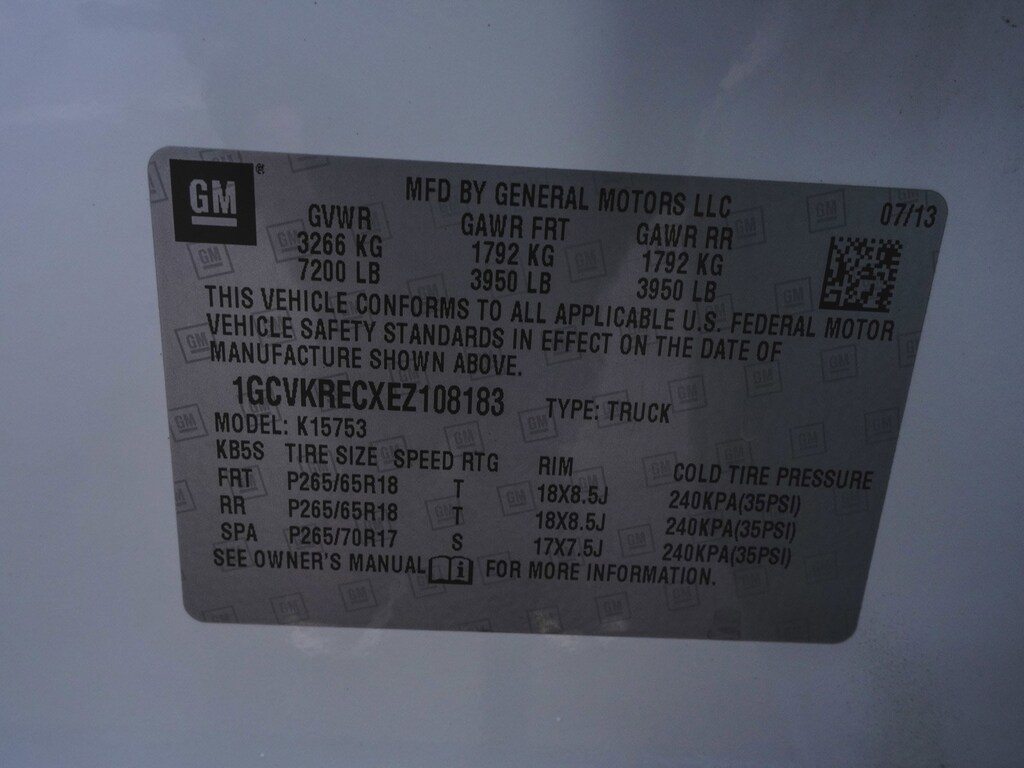 GM®
MFD BY GENERAL MOTORS LLC 07/13
GVWR GAWR FRT GAWR RR
3266 KG 1792 KG 1792 KG
7200 LB 3950 LB 3950 LB
THIS VEHICLE CONFORMS TO ALL APPLICABLE U.S. FEDERAL MOTOR
VEHICLE SAFETY STANDARDS IN EFFECT ON THE DATE OF
MANUFACTURE SHOWN ABOVE.
1GCVKRECXEZ108183 TYPE: TRUCK
MODEL: K15753
KB5S TIRE SIZE SPEED RTG RIM COLD TIRE PRESSURE
FRT P265/65R18 T 18X8.5J 240KPA(35PSI)
RR P265/65R18 T 18X8.5J 240KPA(35PSI)
SPA P265/70R17 S 17X7.5J 240KPA(35PSI)
SEE OWNER'S MANUAL i FOR MORE INFORMATION.